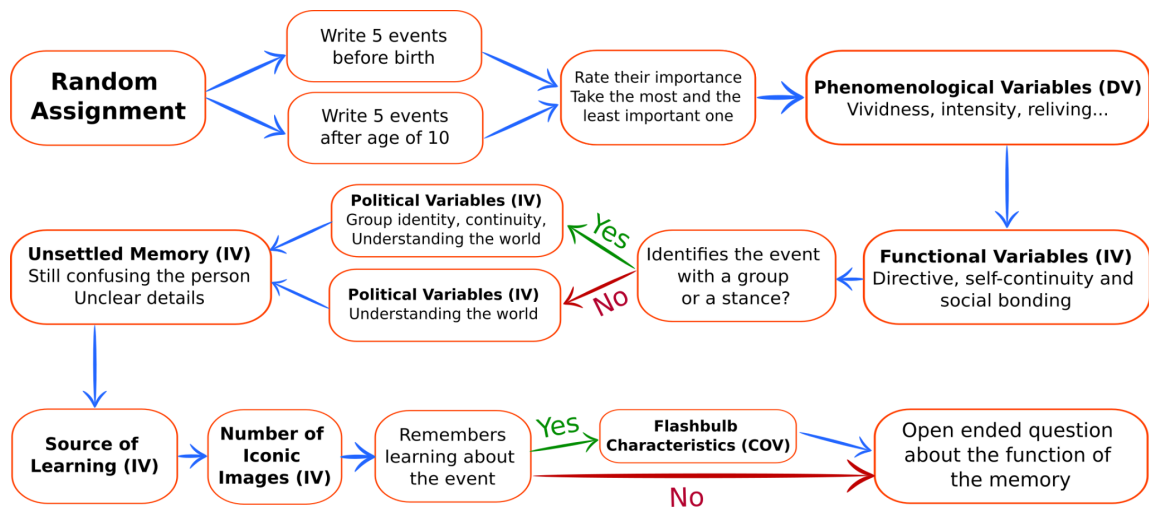 Random
Assignment
Write 5 events
before birth
Write 5 events
after age of 10
Rate their importance
Take the most and the
least important one
Phenomenological Variables (DV)
Vividness, intensity, reliving...
Functional Variables (IV)
Directive, self-continuity and
social bonding
Identifies the event
with a group
or a stance?
Yes
No
Political Variables (IV)
Group identity, continuity,
Understanding the world
Political Variables (IV)
Understanding the world
Unsettled Memory (IV)
Still confusing the person
Unclear details
Source of
Learning (IV)
Number of
Iconic
Images (IV)
Remembers
learning about
the event
Yes
No
Flashbulb
Characteristics (COV)
Open ended question
about the function of
the memory